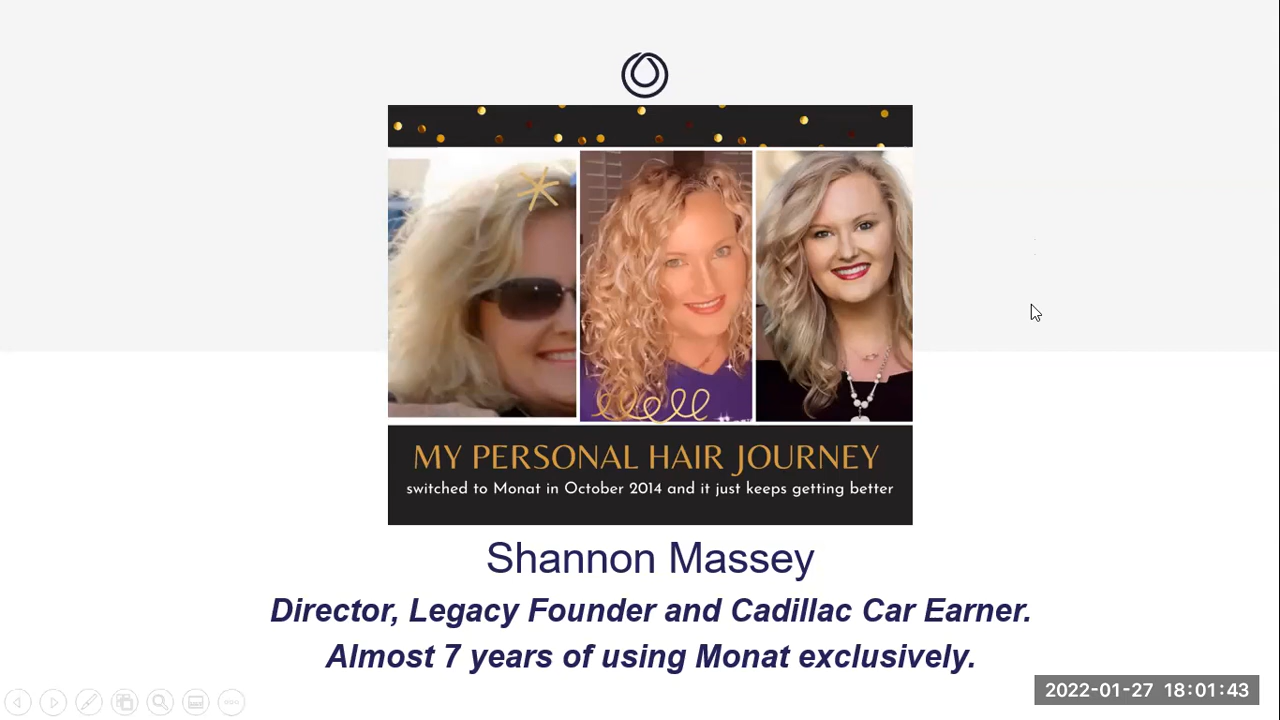 MY PERSONAL HAIR JOURNEY
switched to Monat in October 2014 and it just keeps getting better
Shannon Massey
Director, Legacy Founder and Cadillac Car Earner.
Almost 7 years of using Monat exclusively.
2022-01-27 18:01:43